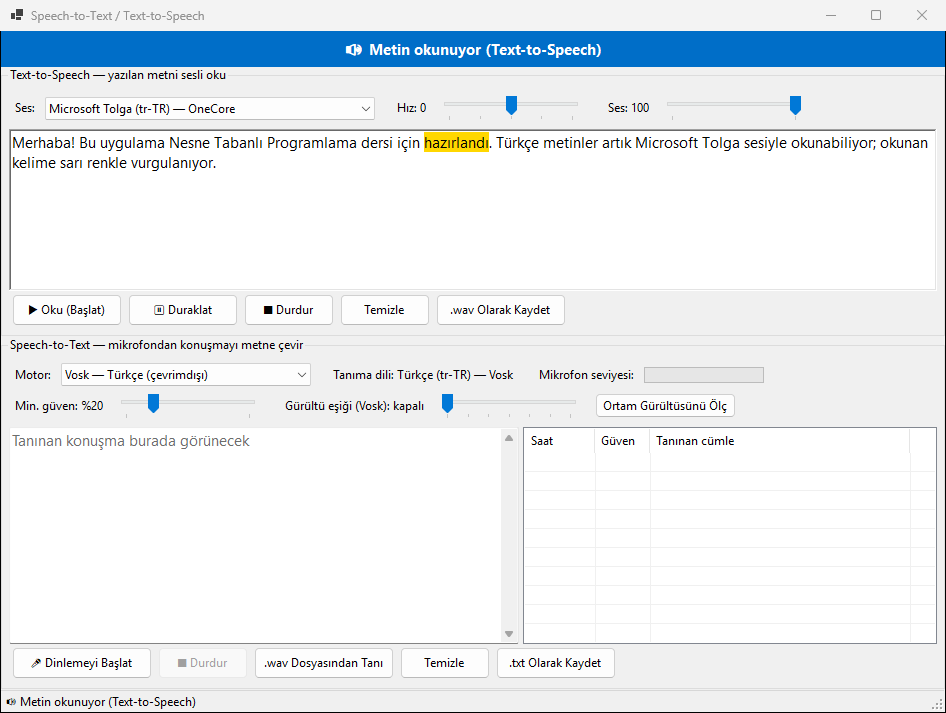 Speech-to-Text / Text-to-Speech
Metin okunuyor (Text-to-Speech)
Text-to-Speech — yazılan metni sesli oku
Ses: Microsoft Tolga (tr-TR) — OneCore Hız: 0 Ses: 100
Merhaba! Bu uygulama Nesne Tabanlı Programlama dersi için hazırlandı. Türkçe metinler artık Microsoft Tolga sesiyle okunabiliyor; okunan
kelime sarı renkle vurgulanıyor.
Oku (Başlat) Duraklat Durdur Temizle .wav Olarak Kaydet
Speech-to-Text — mikrofondan konuşmayı metne çevir
Motor: Vosk — Türkçe (çevrimdışı) Tanıma dili: Türkçe (tr-TR) — Vosk Mikrofon seviyesi:
Min. güven: %20 Gürültü eşiği (Vosk): kapalı Ortam Gürültüsünü Ölç
Tanınan konuşma burada görünecek
Saat Güven Tanınan cümle
Dinlemeyi Başlat Durdur .wav Dosyasından Tanı Temizle .txt Olarak Kaydet
Metin okunuyor (Text-to-Speech)